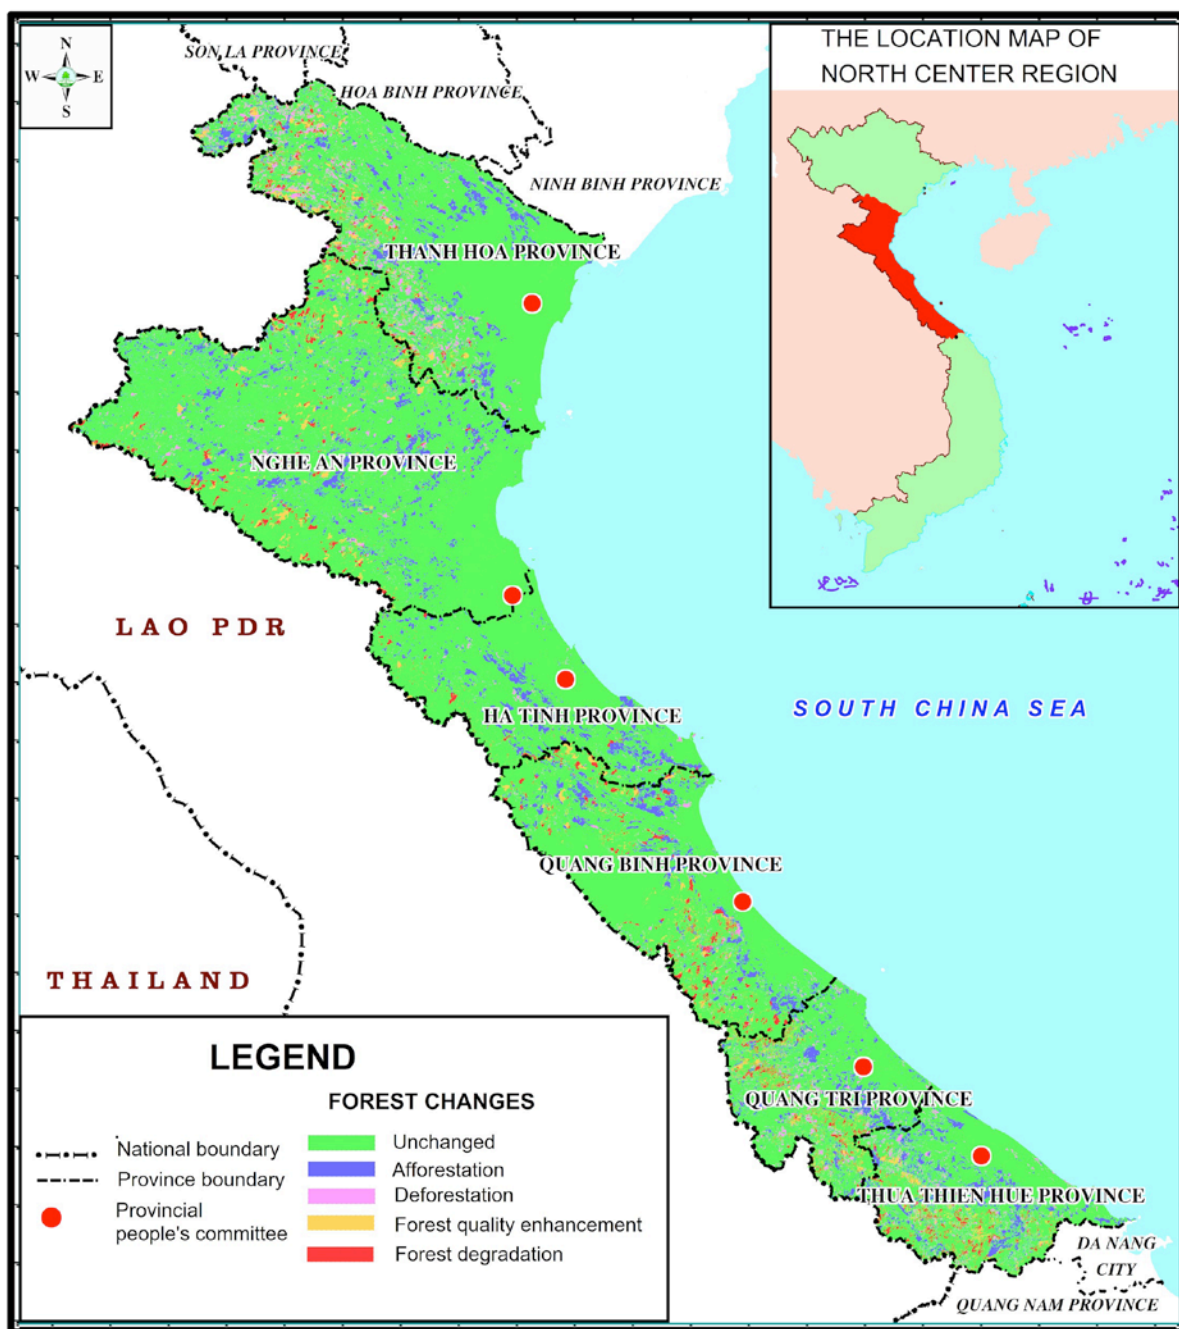 N
W E
S
SON LA PROVINCE
HOA BINH PROVINCE
NINH BINH PROVINCE
THE LOCATION MAP OF
NORTH CENTER REGION
THANH HOA PROVINCE
NGHE AN PROVINCE
LAO PDR
HA TINH PROVINCE
SOUTH CHINA SEA
QUANG BINH PROVINCE
THAILAND
QUANG TRI PROVINCE
THUA THIEN HUE PROVINCE
DA NANG
CITY
QUANG NAM PROVINCE
LEGEND
FOREST CHANGES
National boundary
Province boundary
Provincial
people's committee
Unchanged
Afforestation
Deforestation
Forest quality enhancement
Forest degradation